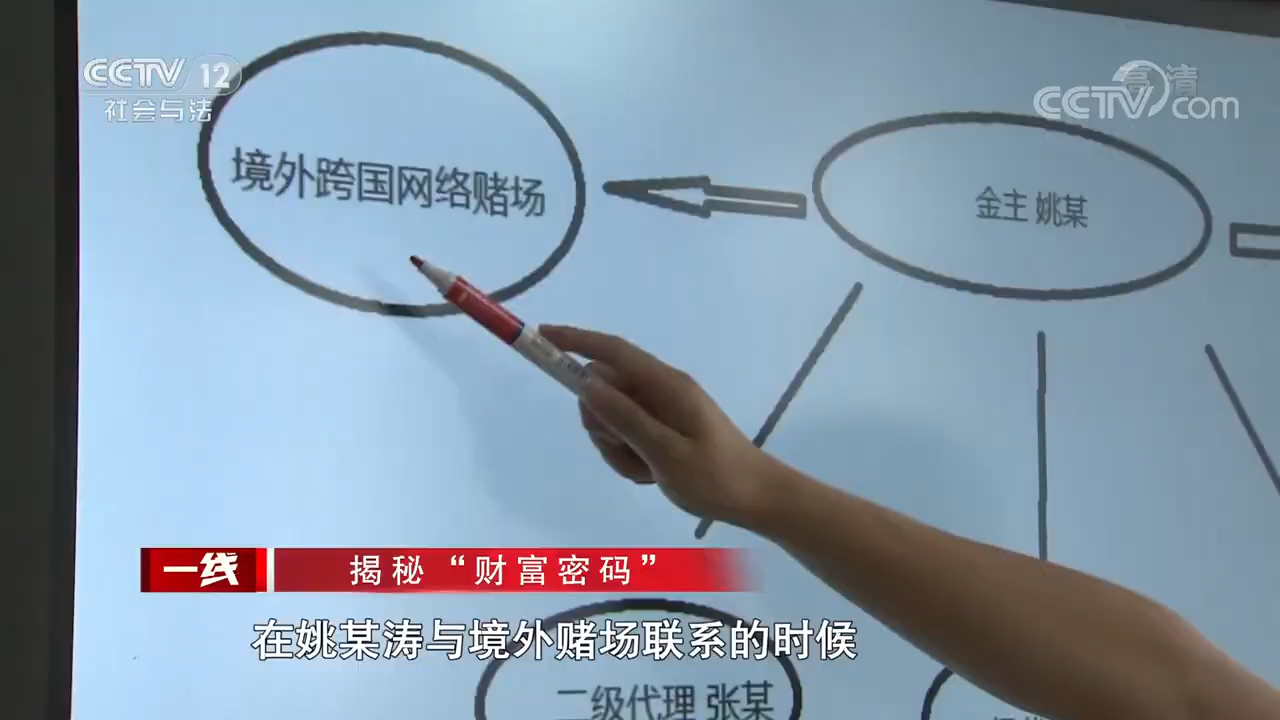 CCTV 12
社会与法
高清
CCTV.com
境外跨国网络赌场
金主 姚某
一线
揭秘“财富密码”
在姚某涛与境外赌场联系的时候
二级代理 张某